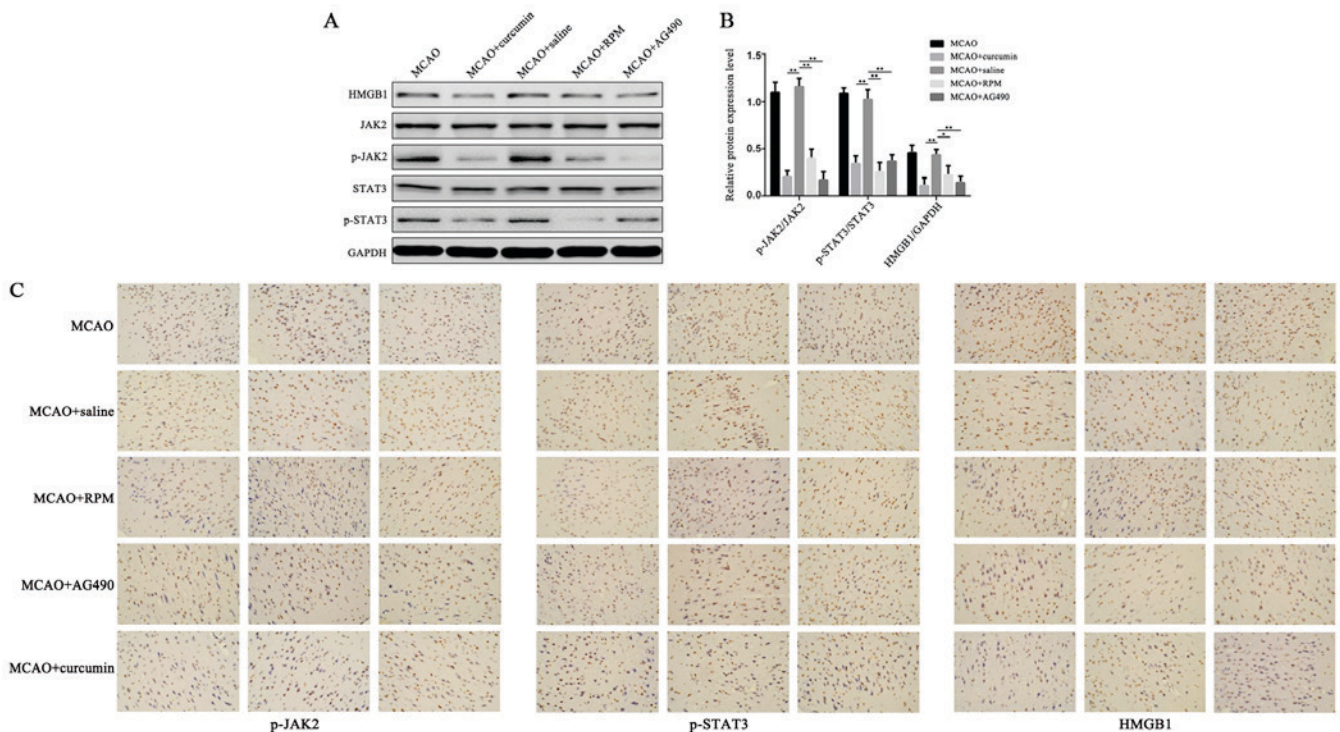 A
MCAO
MCAO+curcumin
MCAO+saline
MCAO+RPM
MCAO+AG490
HMGB1
JAK2
p-JAK2
STAT3
p-STAT3
GAPDH
B
MCAO
MCAO+curcumin
MCAO+saline
MCAO+RPM
MCAO+AG490
Relative protein expression level
1.5
1.0
0.5
0.0
** ** **
** ** **
** * **
p-JAK2/JAK2
p-STAT3/STAT3
HMGB1/GAPDH
C
MCAO
MCAO+saline
MCAO+RPM
MCAO+AG490
MCAO+curcumin
p-JAK2
p-STAT3
HMGB1